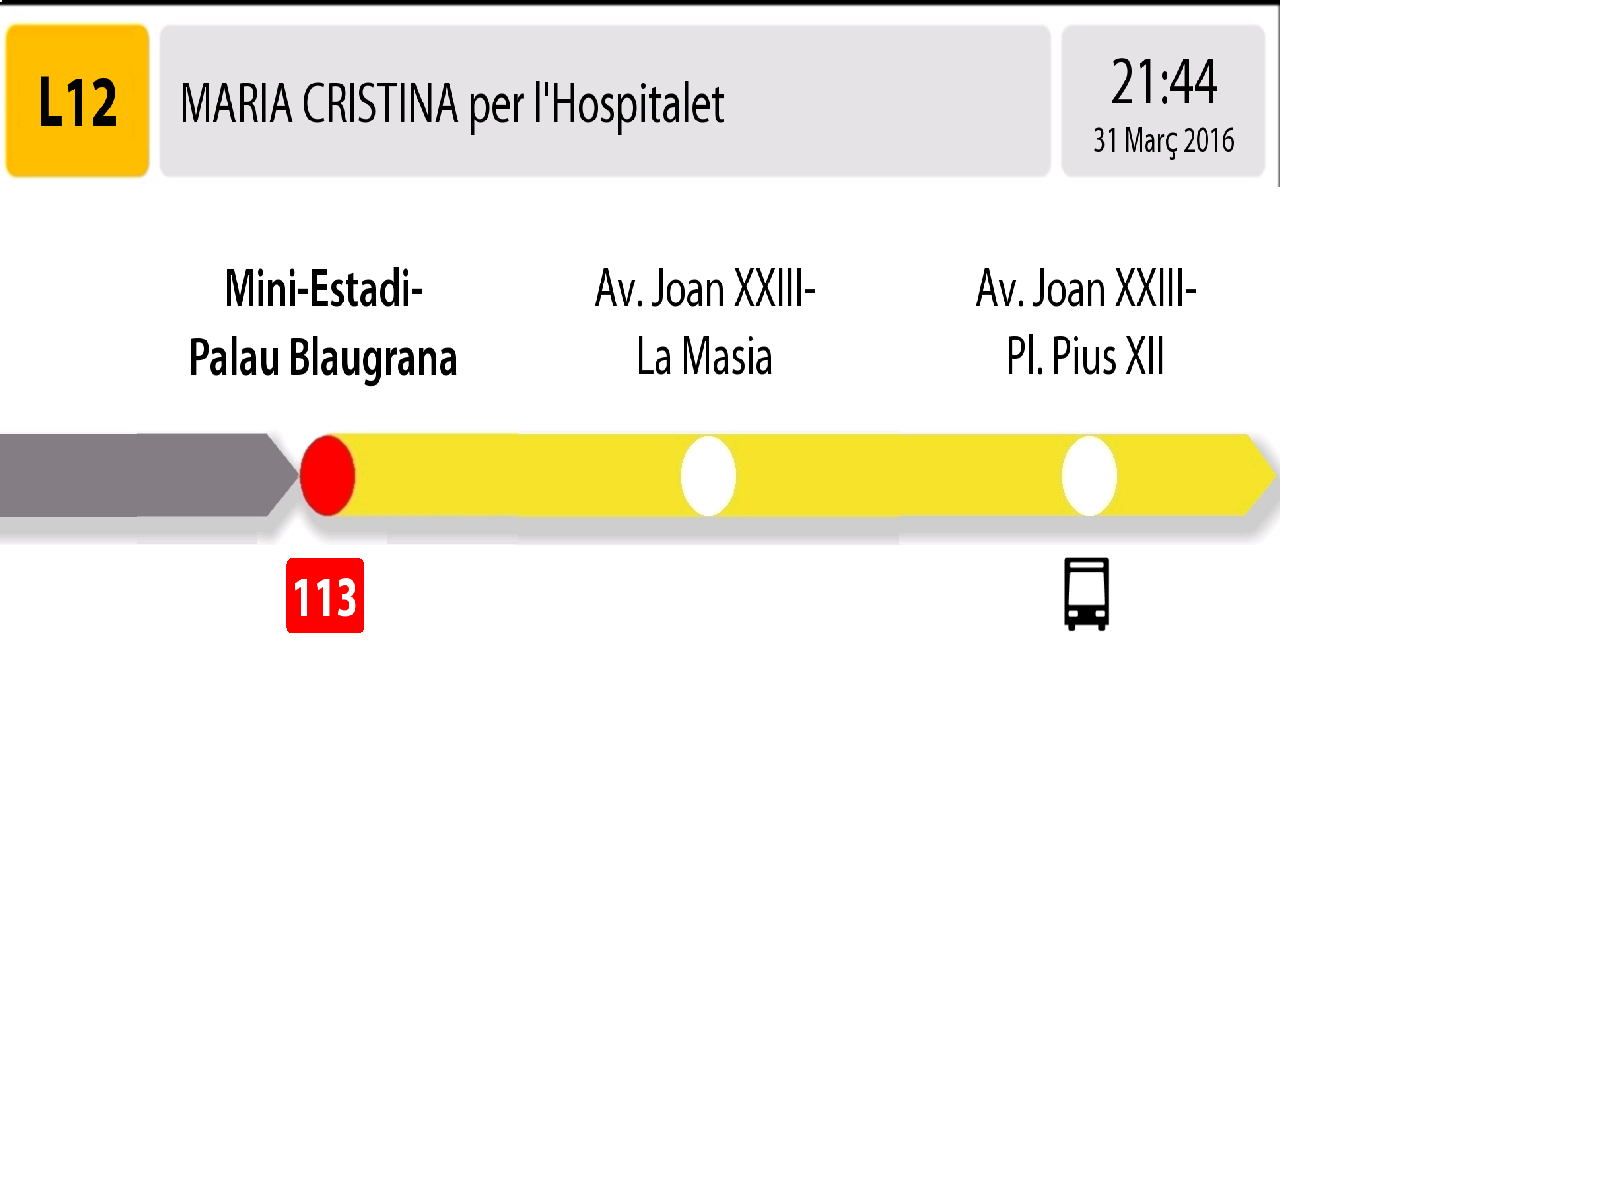 L12
MARIA CRISTINA per l'Hospitalet
21:44
31 Març 2016
Mini-Estadi-
Palau Blaugrana
Av. Joan XXIII-
La Masia
Av. Joan XXIII-
Pl. Pius XII
113